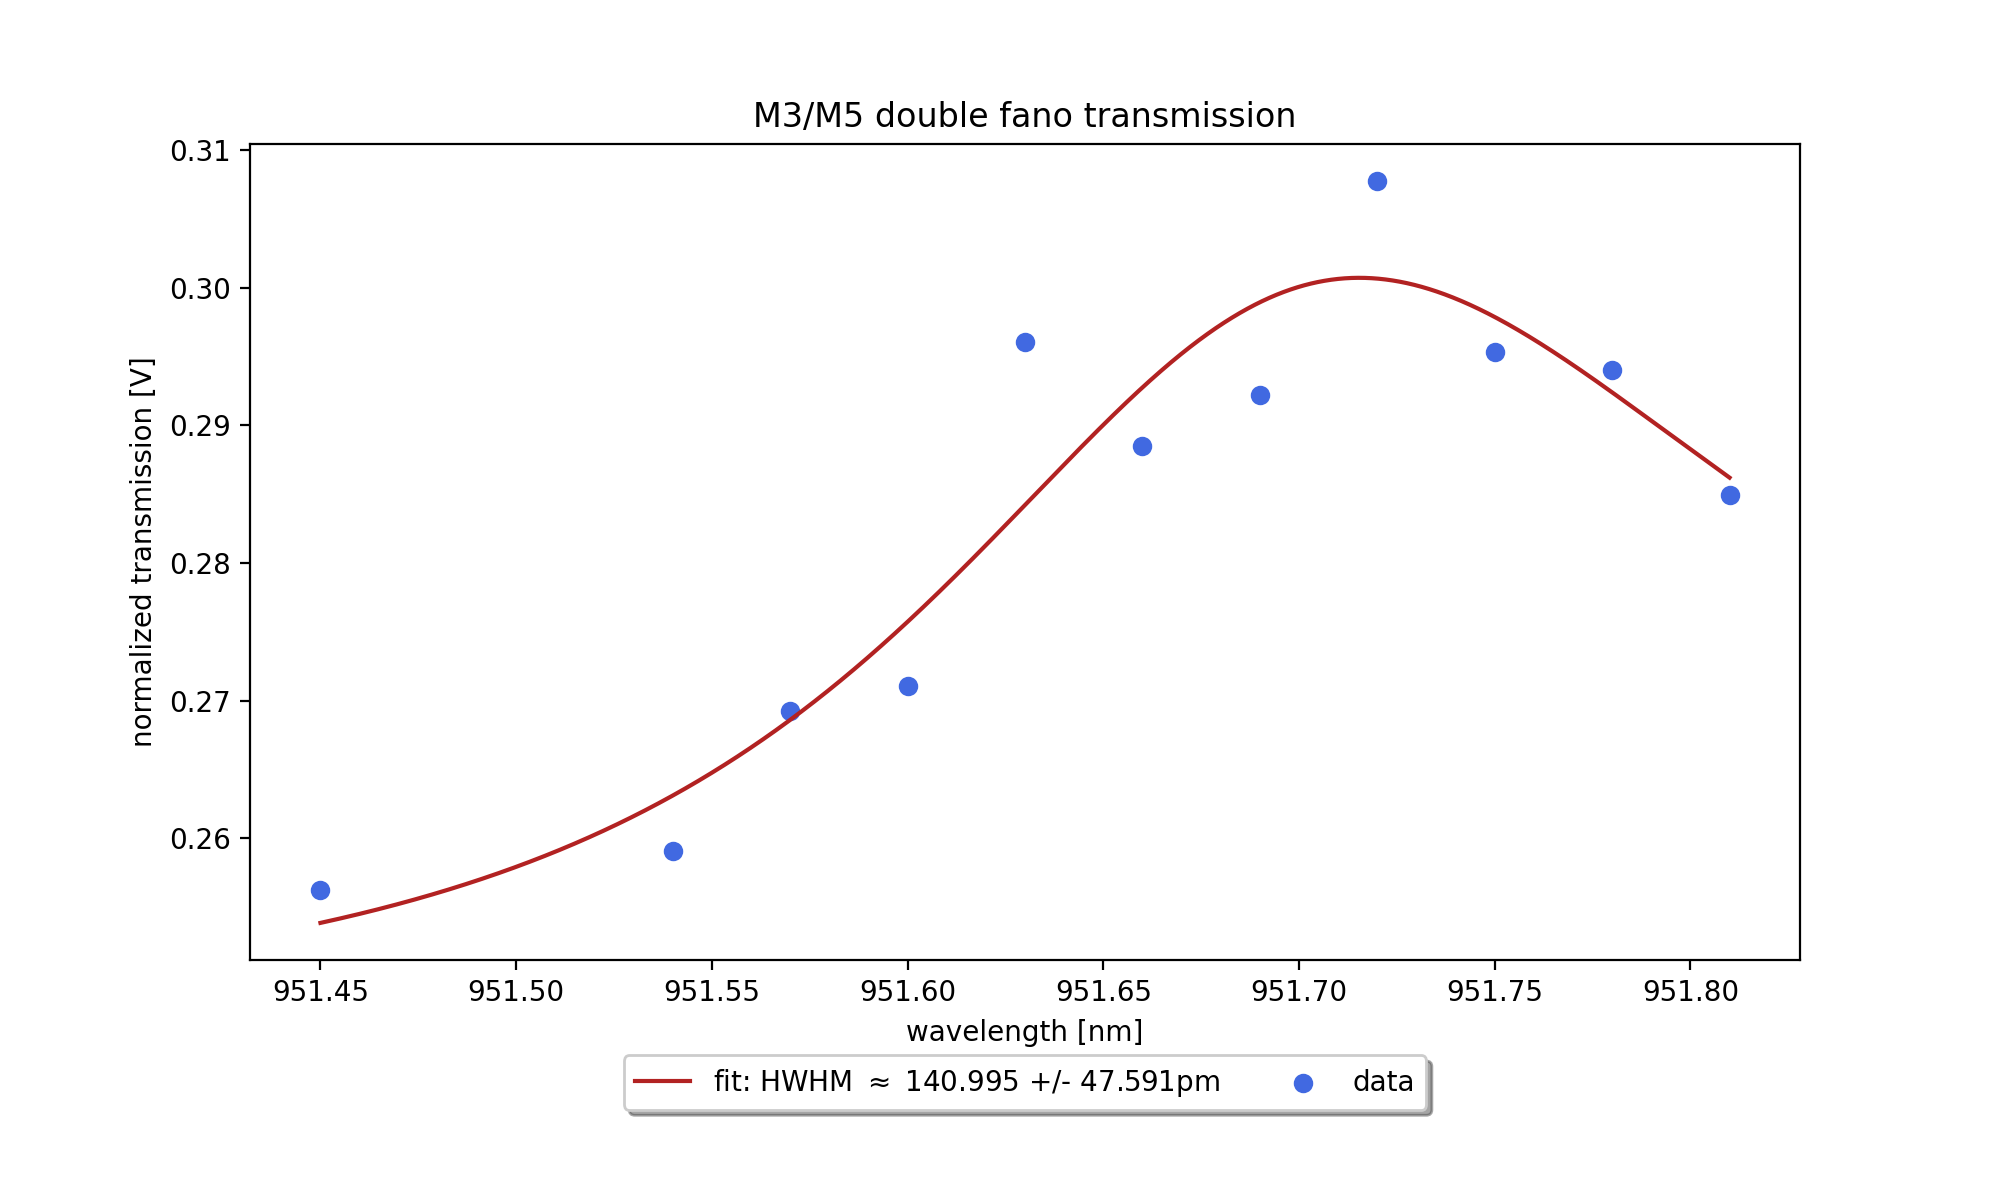 M3/M5 double fano transmission
0.31
0.30
0.29
0.28
0.27
0.26
normalized transmission [V]
951.45 951.50 951.55 951.60 951.65 951.70 951.75 951.80
wavelength [nm]
fit: HWHM ≈ 140.995 +/- 47.591pm data